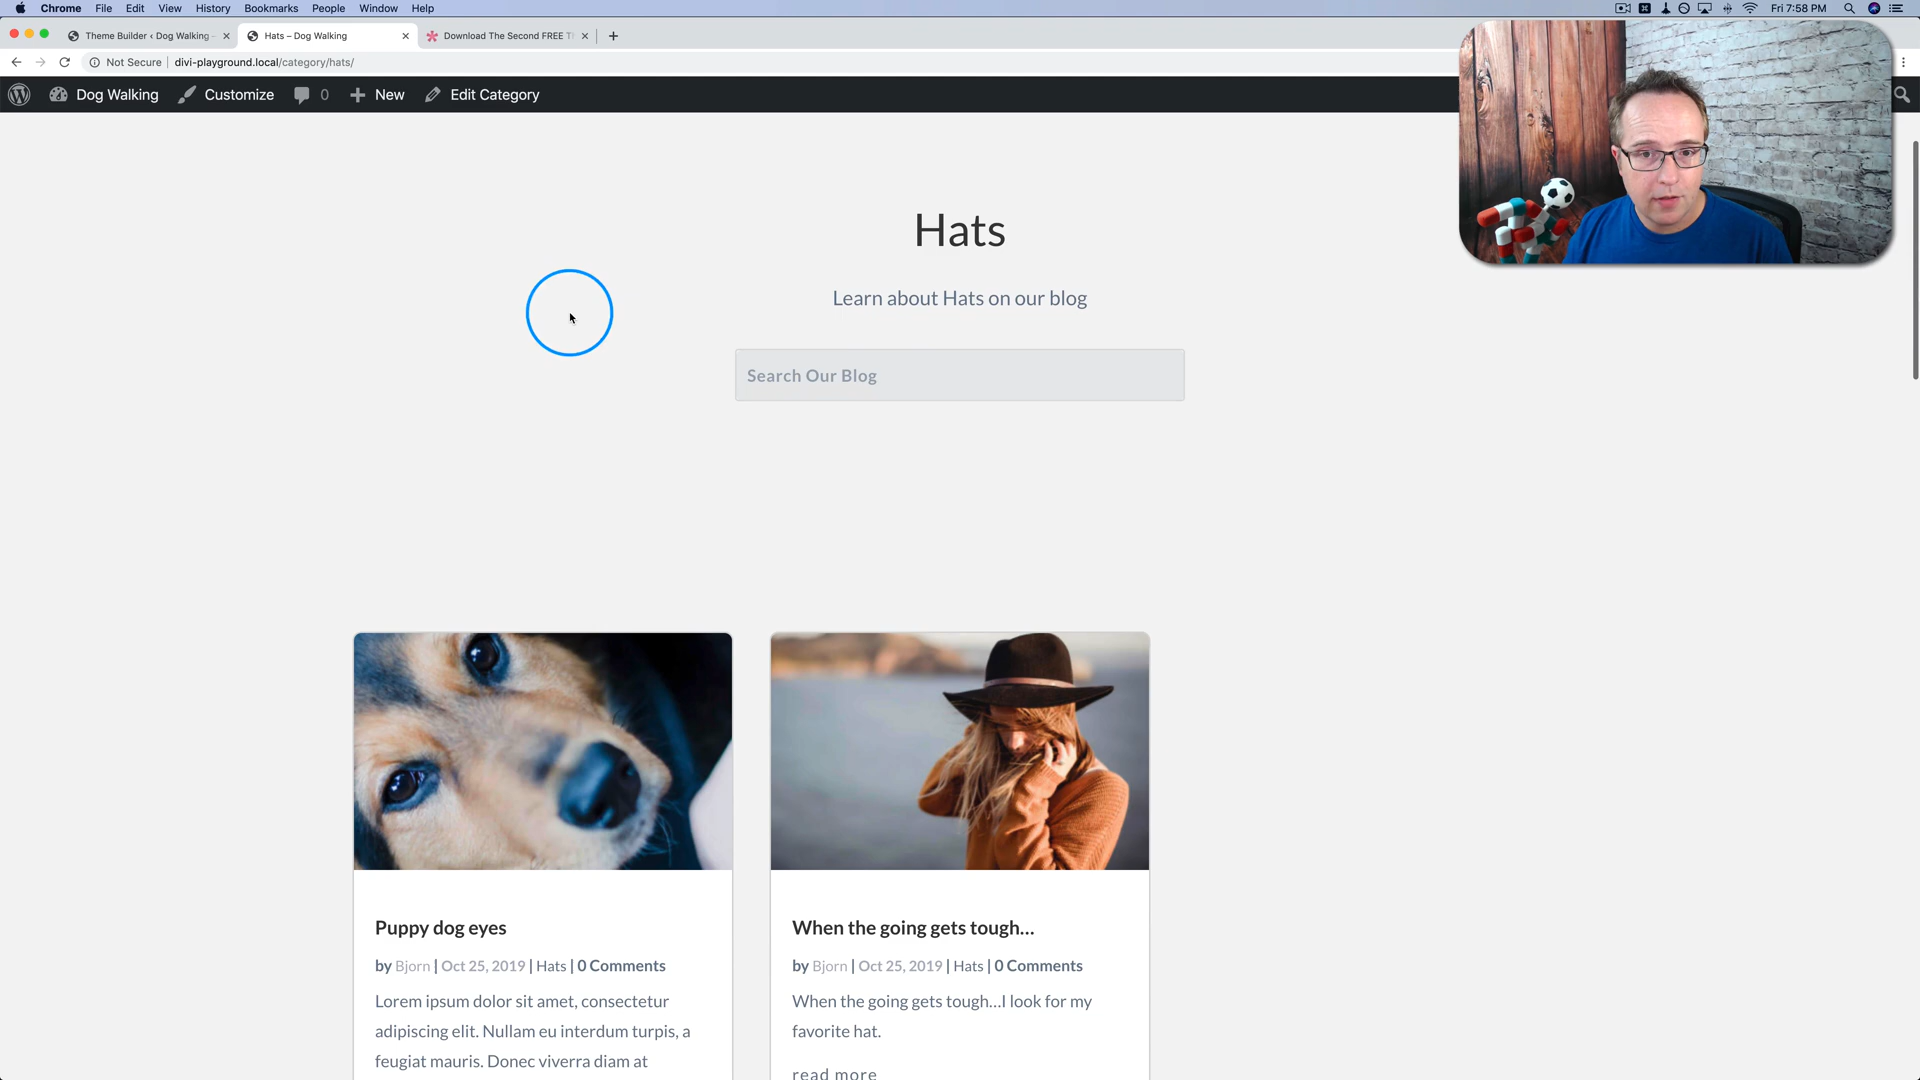 Chrome File Edit View History Bookmarks People Window Help Fri 7:58 PM
Theme Builder ‹ Dog Walking Hats – Dog Walking Download The Second FREE T
Not Secure divi-playground.local/category/hats/
Dog Walking Customize 0 New Edit Category
Hats
Learn about Hats on our blog
Search Our Blog
Puppy dog eyes
by Bjorn | Oct 25, 2019 | Hats | 0 Comments
Lorem ipsum dolor sit amet, consectetur
adipiscing elit. Nullam eu interdum turpis, a
feugiat mauris. Donec viverra diam at
When the going gets tough…
by Bjorn | Oct 25, 2019 | Hats | 0 Comments
When the going gets tough…I look for my
favorite hat.
read more